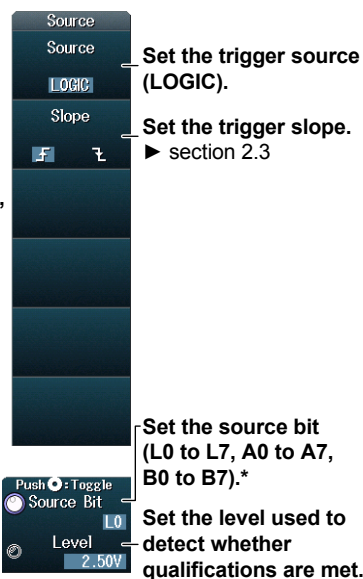 Source
Source
LOGIC
Set the trigger source
(LOGIC).
Slope
Set the trigger slope.
► section 2.3
,
Set the source bit
(L0 to L7, A0 to A7,
B0 to B7).*
Push : Toggle
Source Bit
L0
Level
2.50V
Set the level used to
detect whether
qualifications are met.